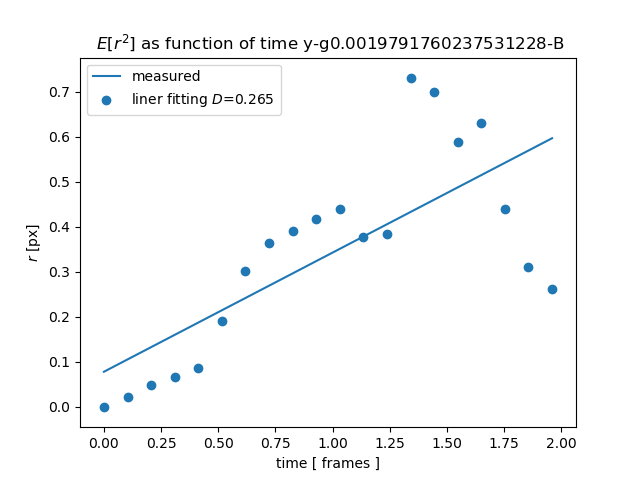 E[r²] as function of time y-g0.0019791760237531228-B
measured
liner fitting D=0.265
0.7
0.6
0.5
0.4
0.3
0.2
0.1
0.0
r [px]
0.00 0.25 0.50 0.75 1.00 1.25 1.50 1.75 2.00
time [ frames ]